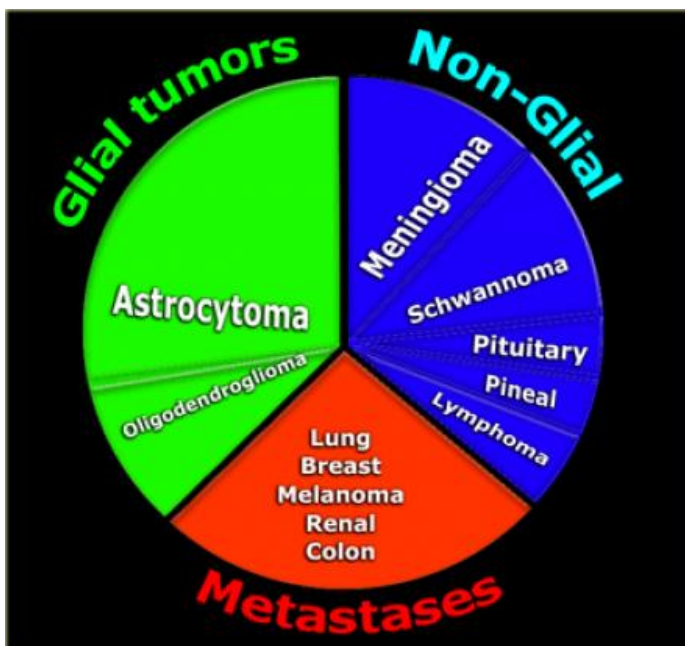 Glial tumors
Non-Glial
Meningioma
Schwannoma
Pituitary
Pineal
Lymphoma
Astrocytoma
Oligodendroglioma
Lung
Breast
Melanoma
Renal
Colon
Metastases